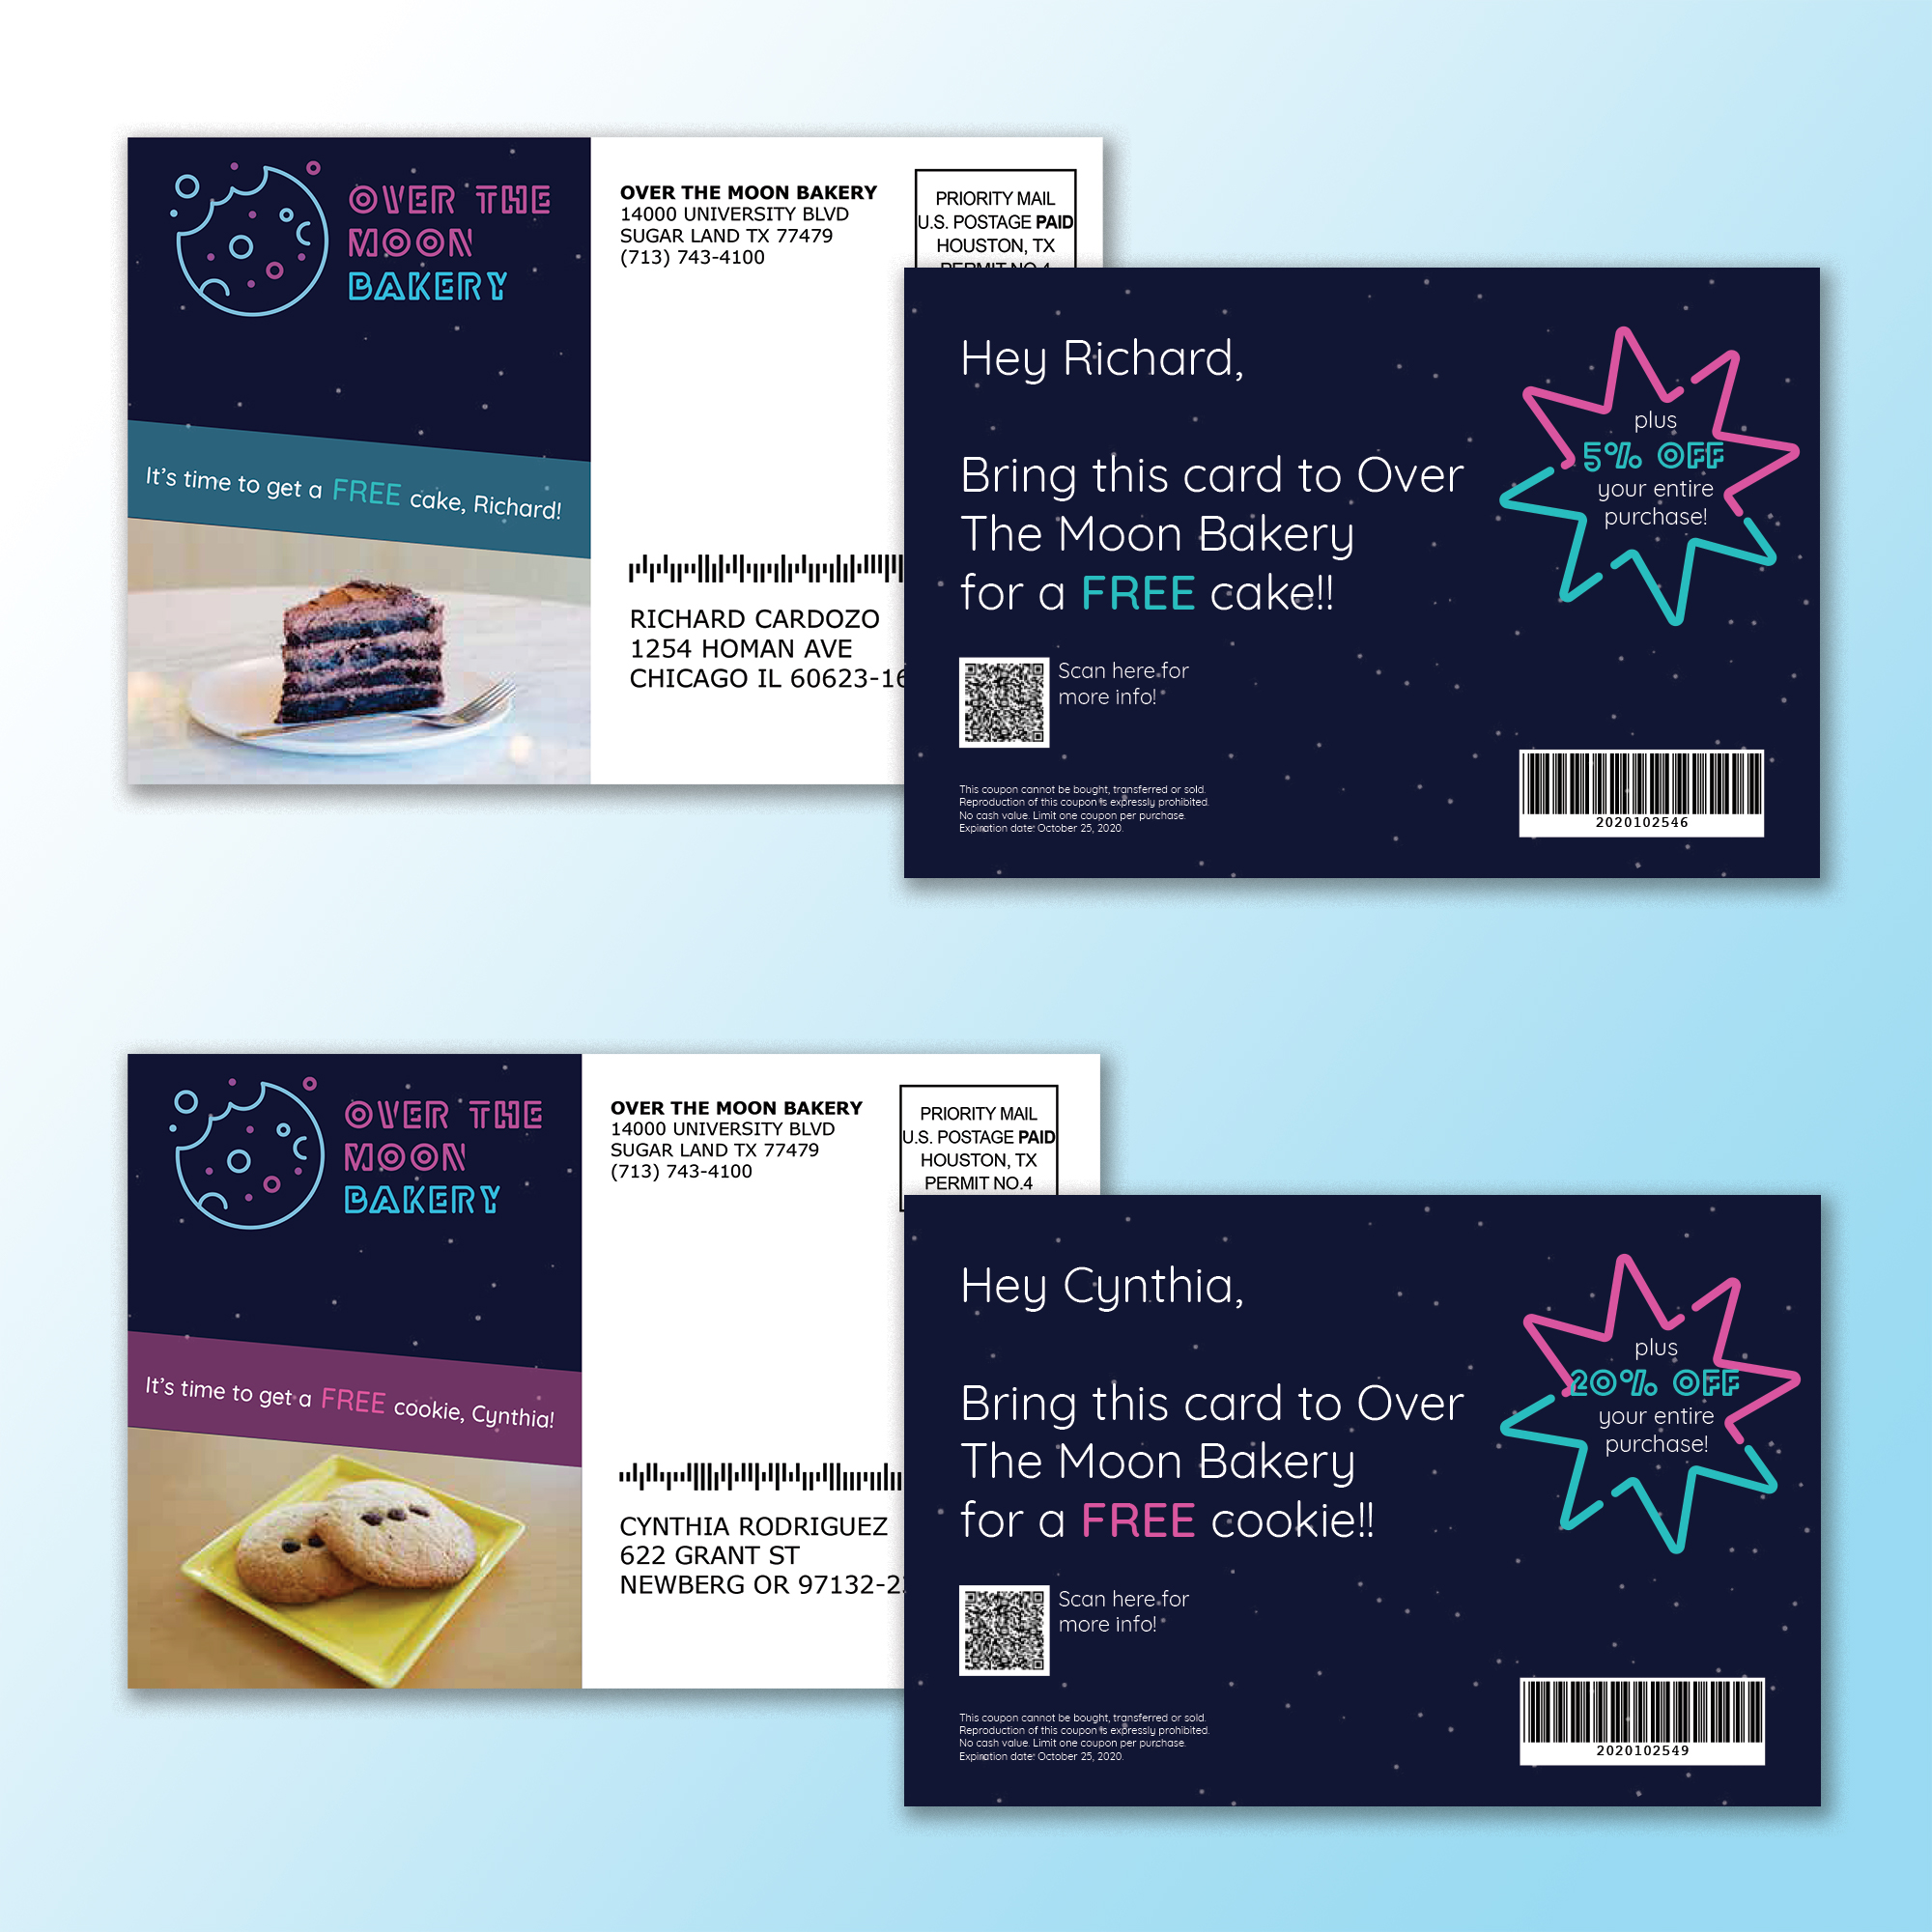 OVER THE
MOON
BAKERY
It's time to get a FREE cake, Richard!
OVER THE MOON BAKERY
14000 UNIVERSITY BLVD
SUGAR LAND TX 77479
(713) 743-4100
PRIORITY MAIL
U.S. POSTAGE PAID
HOUSTON, TX
PERMIT NO.4
RICHARD CARDOZO
1254 HOMAN AVE
CHICAGO IL 60623-16
Hey Richard,
Bring this card to Over
The Moon Bakery
for a FREE cake!!
plus
5% OFF
your entire
purchase!
Scan here for
more info!
This coupon cannot be bought, transferred or sold.
Reproduction of this coupon is expressly prohibited.
No cash value. Limit one coupon per purchase.
Expiration date: October 25, 2020.
2020102546
OVER THE
MOON
BAKERY
It's time to get a FREE cookie, Cynthia!
OVER THE MOON BAKERY
14000 UNIVERSITY BLVD
SUGAR LAND TX 77479
(713) 743-4100
PRIORITY MAIL
U.S. POSTAGE PAID
HOUSTON, TX
PERMIT NO.4
CYNTHIA RODRIGUEZ
622 GRANT ST
NEWBERG OR 97132-2
Hey Cynthia,
Bring this card to Over
The Moon Bakery
for a FREE cookie!!
plus
20% OFF
your entire
purchase!
Scan here for
more info!
This coupon cannot be bought, transferred or sold.
Reproduction of this coupon is expressly prohibited.
No cash value. Limit one coupon per purchase.
Expiration date: October 25, 2020.
2020102549